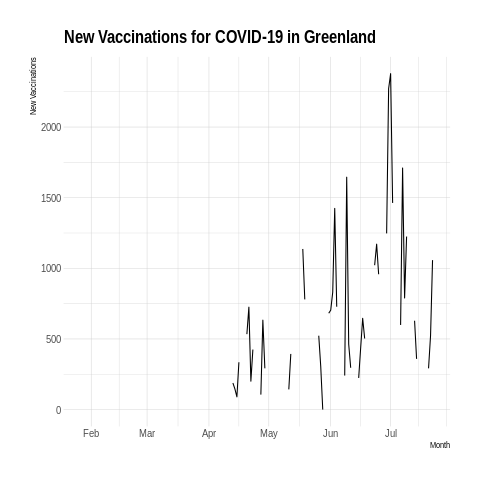 New Vaccinations for COVID-19 in Greenland
New Vaccinations
2000
1500
1000
500
0
Feb Mar Apr May Jun Jul
Month